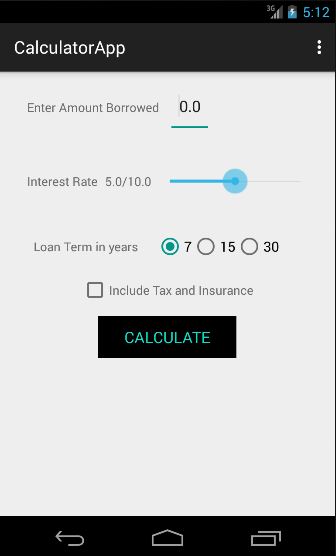 3G 5:12
CalculatorApp
Enter Amount Borrowed 0.0
Interest Rate 5.0/10.0
Loan Term in years 7 15 30
Include Tax and Insurance
CALCULATE